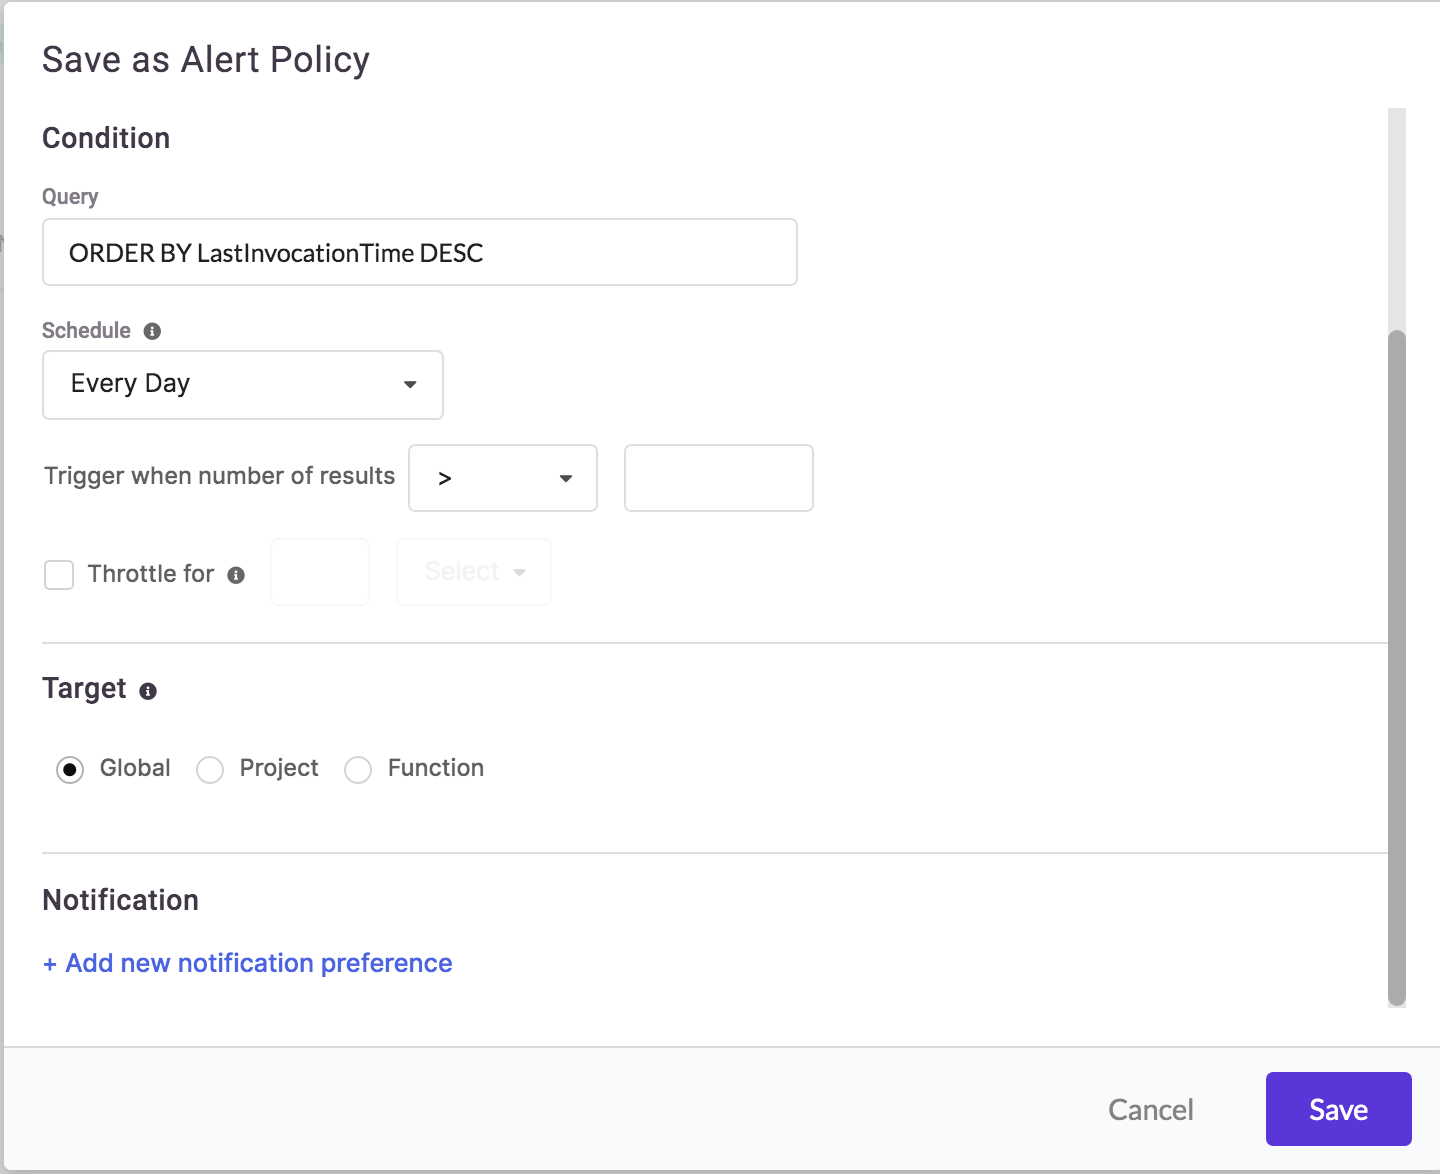 Save as Alert Policy
Condition
Query
ORDER BY LastInvocationTime DESC
Schedule
Every Day
Trigger when number of results >
Throttle for Select
Target
Global Project Function
Notification
+ Add new notification preference
Cancel Save